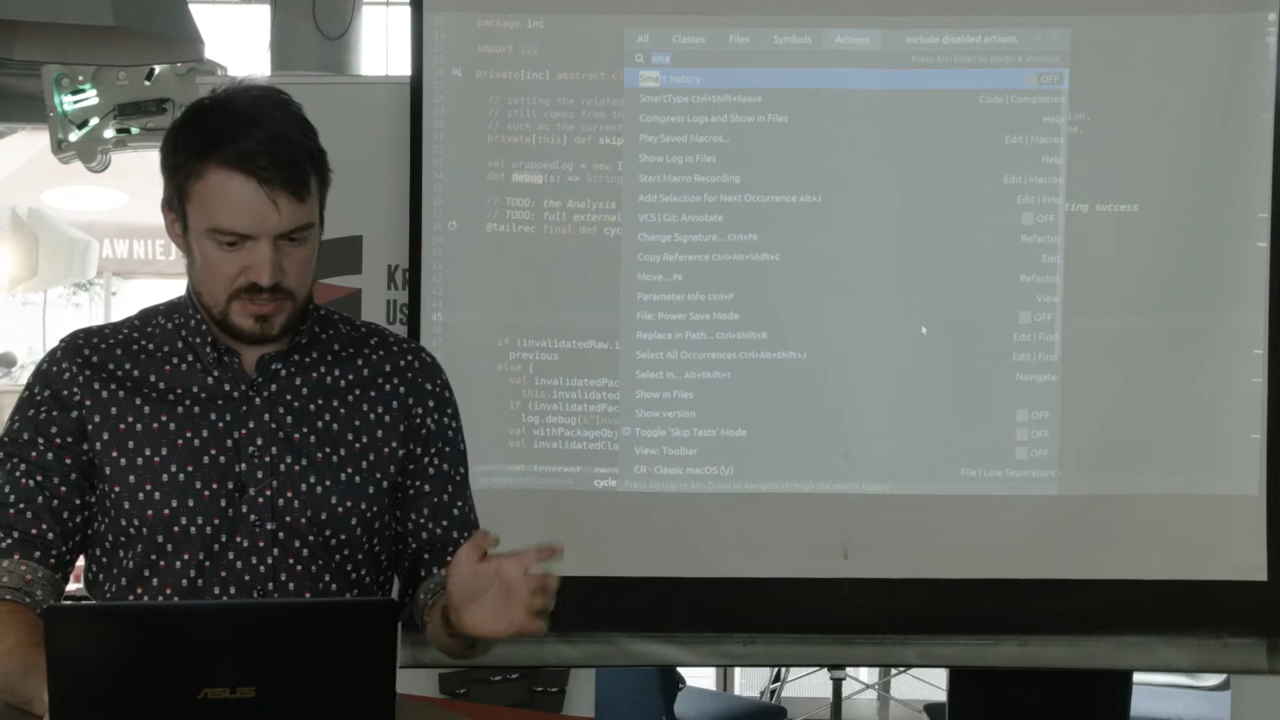 package inc
import ...
private[inc] abstract cl
// setting the related
// still comes from th
// such as the current
private[this] def skip
val wrappedLog = new I
def debug(s: => String
// TODO: the Analysis
// TODO: full external
@tailrec final def cyc
if (invalidatedRaw.i
previous
else {
val invalidatedPac
this.invalidated
if (invalidatedPac
log.debug(s"Inva
val withPackageObj
val invalidatedCla
cycle
ting success
All Classes Files Symbols Actions Include disabled actions
sma Press Alt+Enter to assign a shortcut
Smart history OFF
SmartType Ctrl+Shift+Space Code | Completion
Compress Logs and Show in Files Help
Play Saved Macros... Edit | Macros
Show Log in Files Help
Start Macro Recording Edit | Macros
Add Selection for Next Occurrence Alt+J Edit | Find
VCS | Git: Annotate OFF
Change Signature... Ctrl+F6 Refactor
Copy Reference Ctrl+Alt+Shift+C Edit
Move... F6 Refactor
Parameter Info Ctrl+P View
File: Power Save Mode OFF
Replace in Path... Ctrl+Shift+R Edit | Find
Select All Occurrences Ctrl+Alt+Shift+J Edit | Find
Select In... Alt+Shift+1 Navigate
Show in Files
Show version OFF
Toggle 'Skip Tests' Mode OFF
View: Toolbar OFF
CR - Classic macOS (\r) File | Line Separators
Press Alt+Up or Alt+Down to navigate through the search history
AWNIEJ
KR
US
ASUS